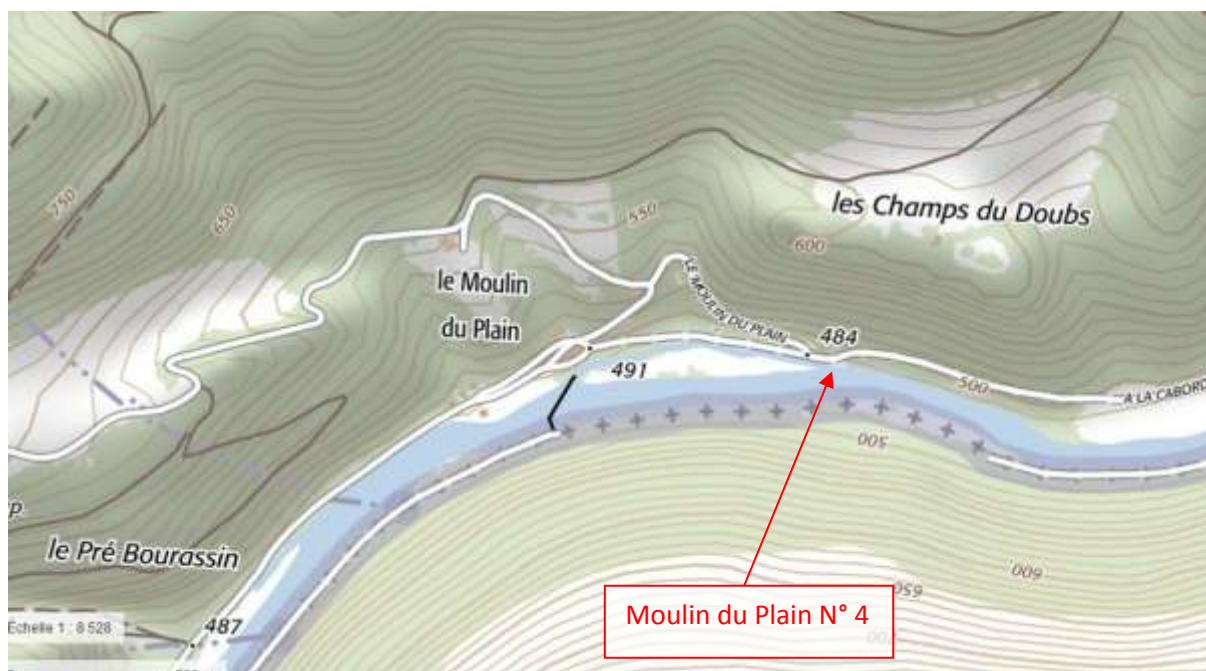 les Champs du Doubs
750
650
550
600
le Moulin
du Plain
LE MOULIN DU PLAIN
484
491
500
A LA CABORD
500
le Pré Bourassin
600
650
700
Moulin du Plain N° 4
Echelle 1 : 8 528
487